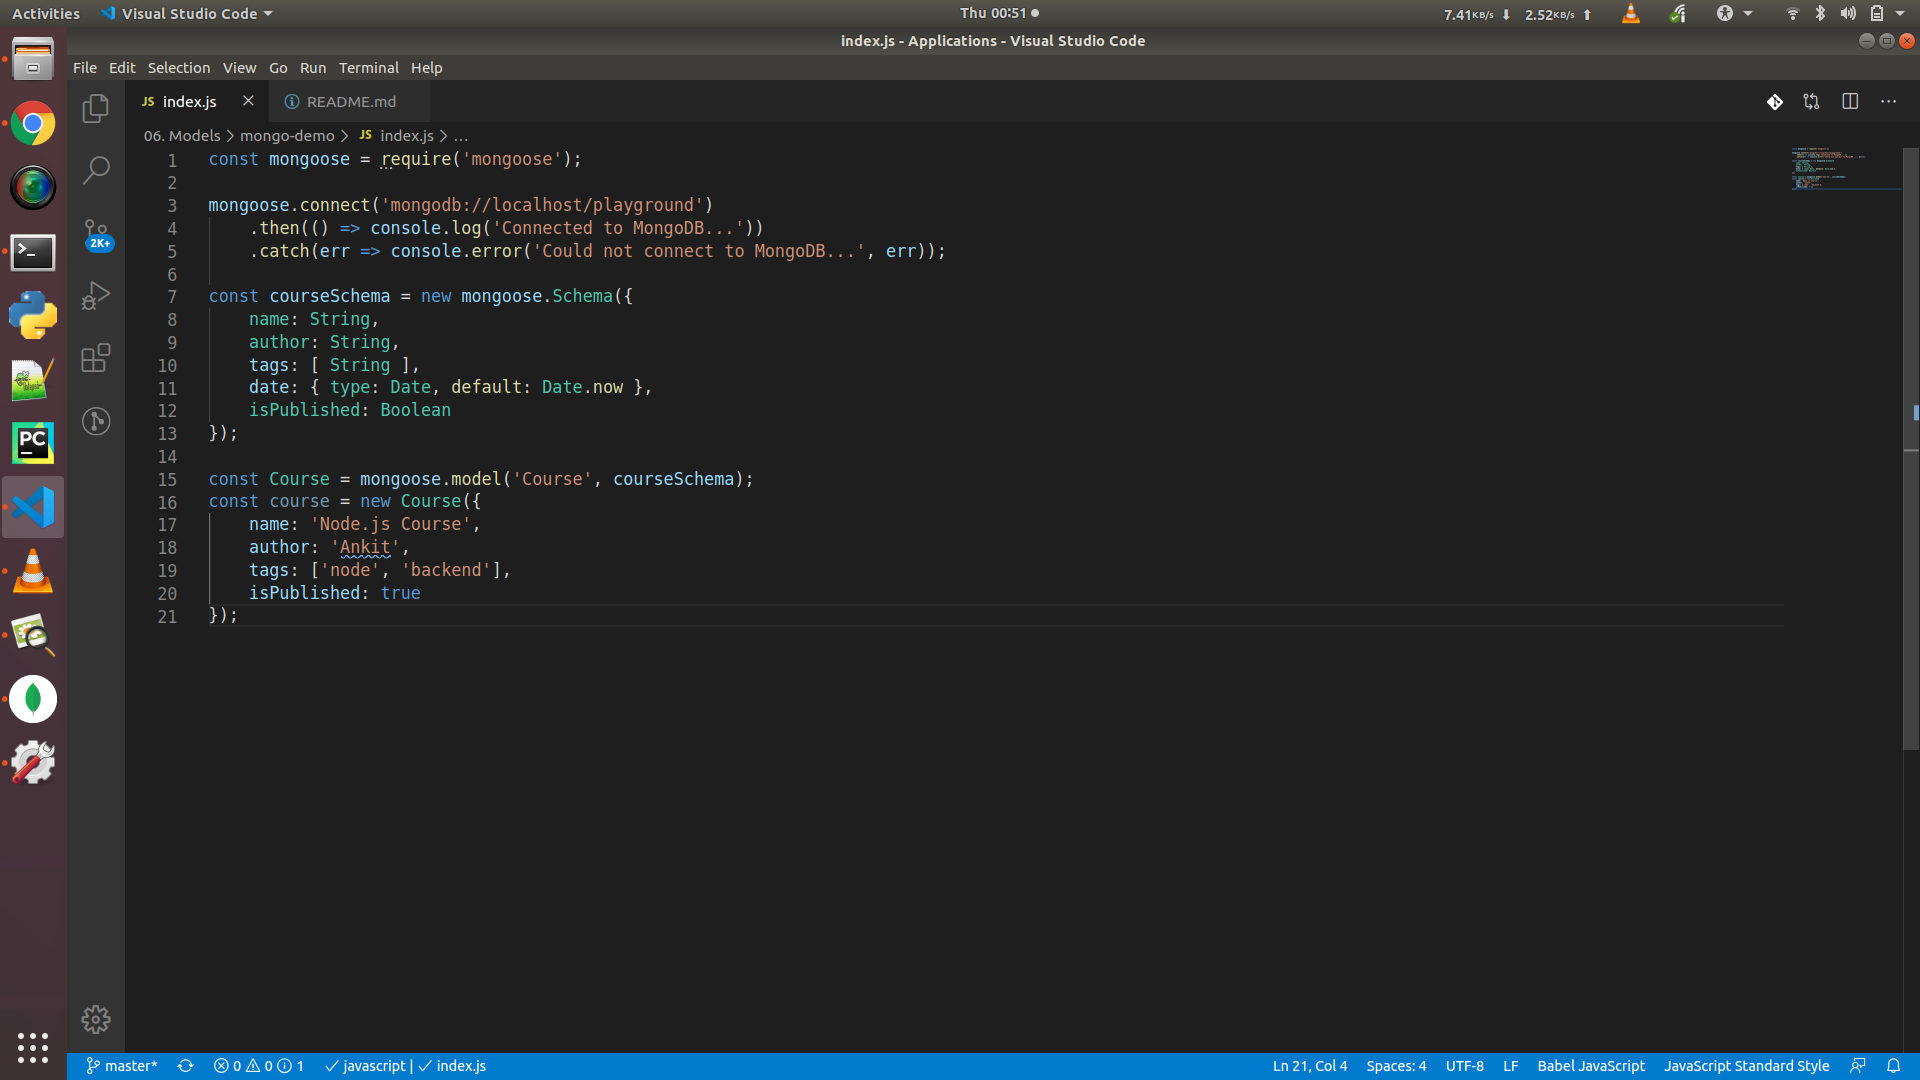 Activities Visual Studio Code Thu 00:51 7.41KB/s 2.52KB/s
index.js - Applications - Visual Studio Code
File Edit Selection View Go Run Terminal Help
JS index.js README.md
06. Models > mongo-demo > JS index.js > ...
1 const mongoose = require('mongoose');
2
3 mongoose.connect('mongodb://localhost/playground')
4 .then(() => console.log('Connected to MongoDB...'))
5 .catch(err => console.error('Could not connect to MongoDB...', err));
6
7 const courseSchema = new mongoose.Schema({
8 name: String,
9 author: String,
10 tags: [ String ],
11 date: { type: Date, default: Date.now },
12 isPublished: Boolean
13 });
14
15 const Course = mongoose.model('Course', courseSchema);
16 const course = new Course({
17 name: 'Node.js Course',
18 author: 'Ankit',
19 tags: ['node', 'backend'],
20 isPublished: true
21 });
2K+
PC
master* 0 0 1 javascript | index.js Ln 21, Col 4 Spaces: 4 UTF-8 LF Babel JavaScript JavaScript Standard Style